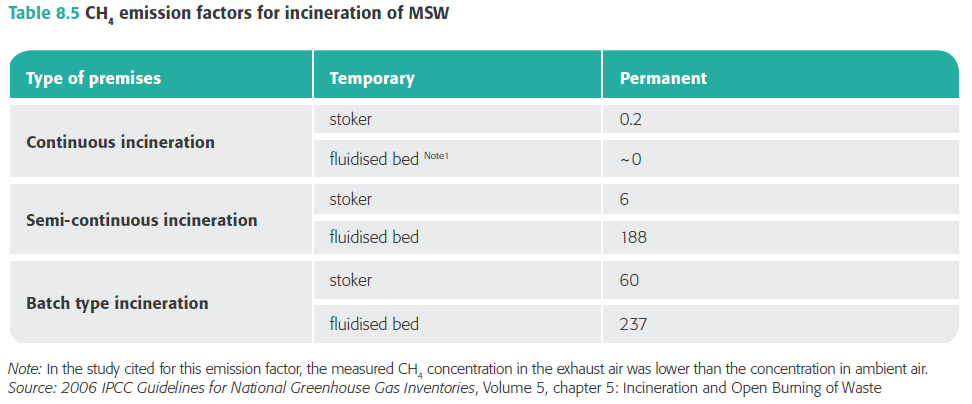 Table 8.5 CH4 emission factors for incineration of MSW
Type of premises Temporary Permanent
Continuous incineration
stoker 0.2
fluidised bed Note1 ~0
Semi-continuous incineration
stoker 6
fluidised bed 188
Batch type incineration
stoker 60
fluidised bed 237
Note: In the study cited for this emission factor, the measured CH4 concentration in the exhaust air was lower than the concentration in ambient air.
Source: 2006 IPCC Guidelines for National Greenhouse Gas Inventories, Volume 5, chapter 5: Incineration and Open Burning of Waste